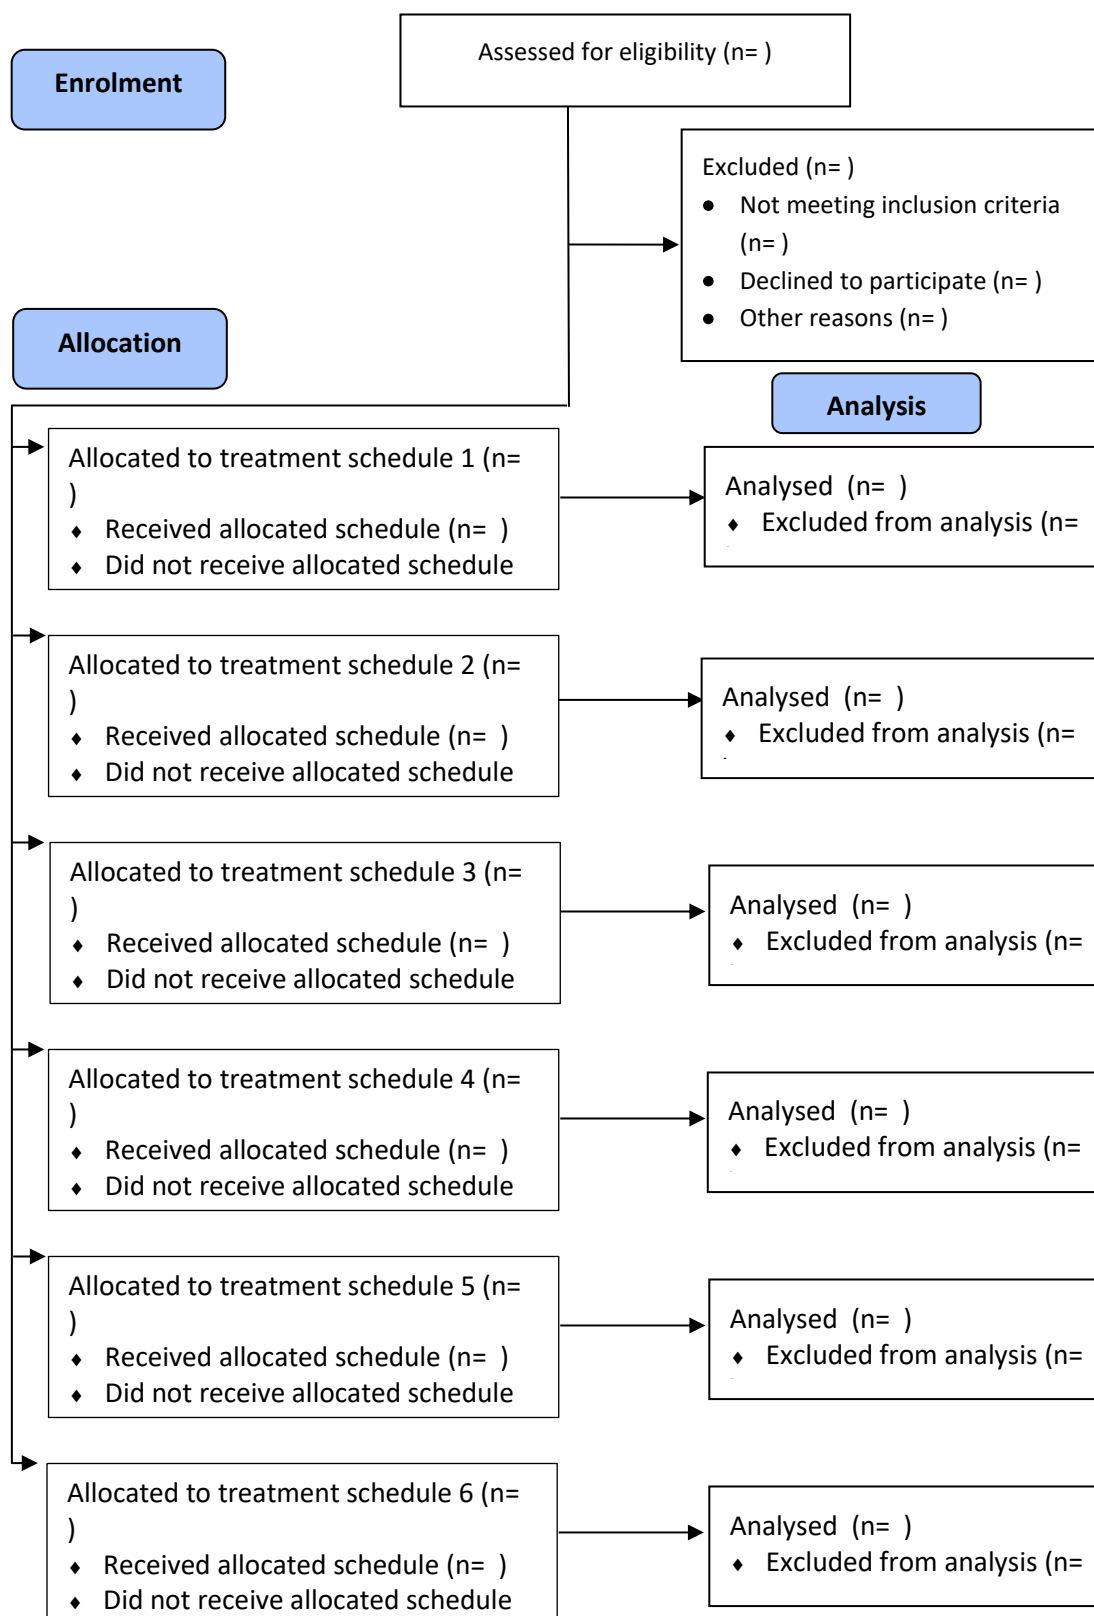 Assessed for eligibility (n= )
Enrolment
Excluded (n= )
● Not meeting inclusion criteria
(n= )
● Declined to participate (n= )
● Other reasons (n= )
Allocation
Analysis
Allocated to treatment schedule 1 (n=
)
♦ Received allocated schedule (n=  )
♦ Did not receive allocated schedule
Analysed  (n=  )
♦ Excluded from analysis (n=
Allocated to treatment schedule 2 (n=
)
♦ Received allocated schedule (n=  )
♦ Did not receive allocated schedule
Analysed  (n=  )
♦ Excluded from analysis (n=
Allocated to treatment schedule 3 (n=
)
♦ Received allocated schedule (n=  )
♦ Did not receive allocated schedule
Analysed  (n=  )
♦ Excluded from analysis (n=
Allocated to treatment schedule 4 (n=
)
♦ Received allocated schedule (n=  )
♦ Did not receive allocated schedule
Analysed  (n=  )
♦ Excluded from analysis (n=
Allocated to treatment schedule 5 (n=
)
♦ Received allocated schedule (n=  )
♦ Did not receive allocated schedule
Analysed  (n=  )
♦ Excluded from analysis (n=
Allocated to treatment schedule 6 (n=
)
♦ Received allocated schedule (n=  )
♦ Did not receive allocated schedule
Analysed  (n=  )
♦ Excluded from analysis (n=